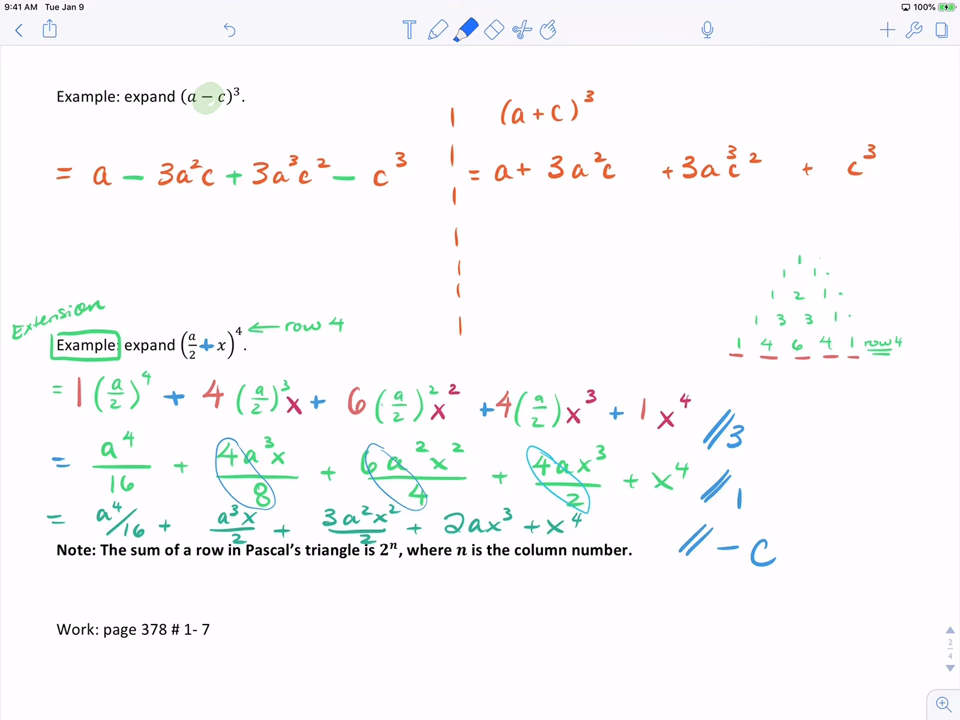 9:41 AM Tue Jan 9
100%
Example: expand (a − c)³.
(a + c)³
= a − 3a²c + 3a³c² − c³
= a + 3a²c + 3ac³ ² + c³
1
1 1
1 2 1
1 3 3 1
1 4 6 4 1 row 4
Extension
Example: expand (a/2 + x)⁴. ← row 4
= 1(a/2)⁴ + 4(a/2)³x + 6(a/2)²x² + 4(a/2)x³ + 1x⁴
= a⁴/16 + 4a³x/8 + 6a²x²/4 + 4ax³/2 + x⁴
= a⁴/16 + a³x/2 + 3a²x²/2 + 2ax³ + x⁴
// 3
// 1
// − c
Note: The sum of a row in Pascal's triangle is 2ⁿ, where n is the column number.
Work: page 378 # 1- 7
2/4